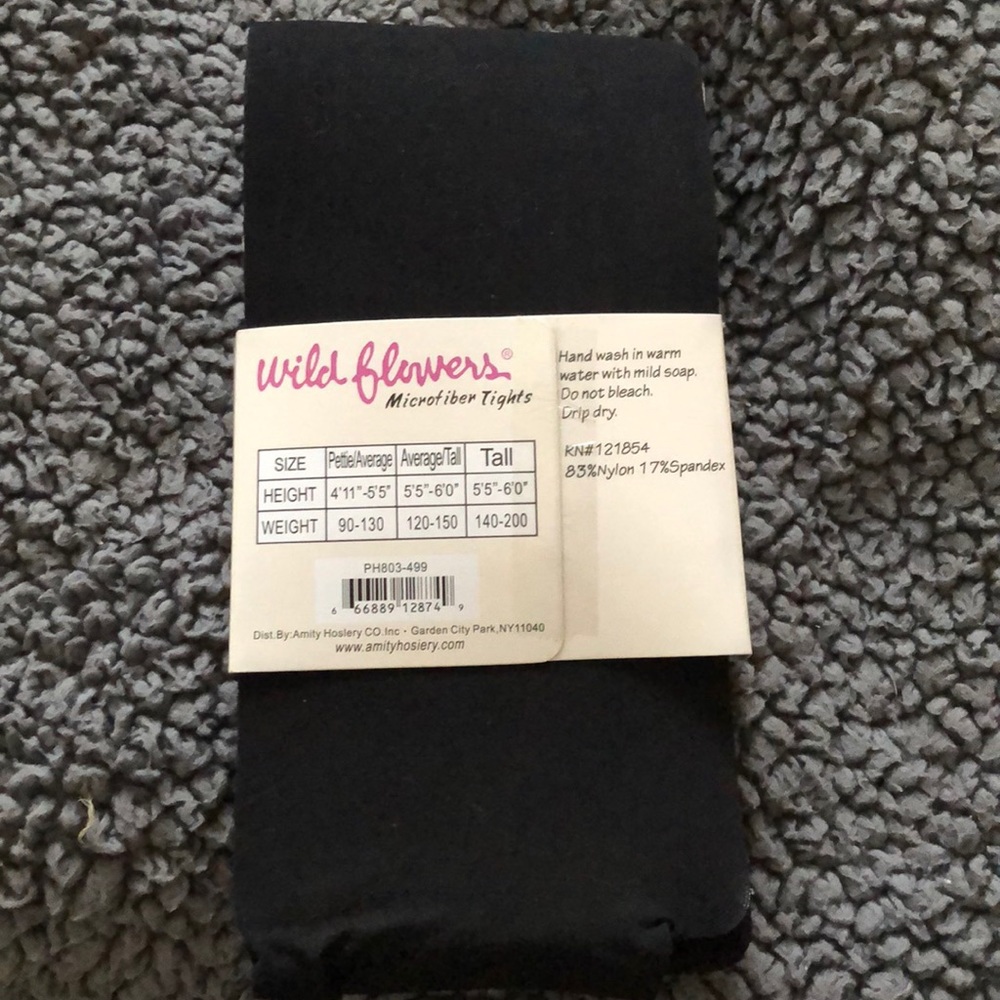 wild flowers®
Microfiber Tights
SIZE Pettie/Average Average/Tall Tall
HEIGHT 4'11"-5'5" 5'5"-6'0" 5'5"-6'0"
WEIGHT 90-130 120-150 140-200
PH803-499
6 66889 12874 9
Dist.By:Amity Hosiery CO.Inc · Garden City Park,NY11040
www.amityhosiery.com
Hand wash in warm
water with mild soap.
Do not bleach.
Drip dry.
RN#121854
83%Nylon 17%Spandex